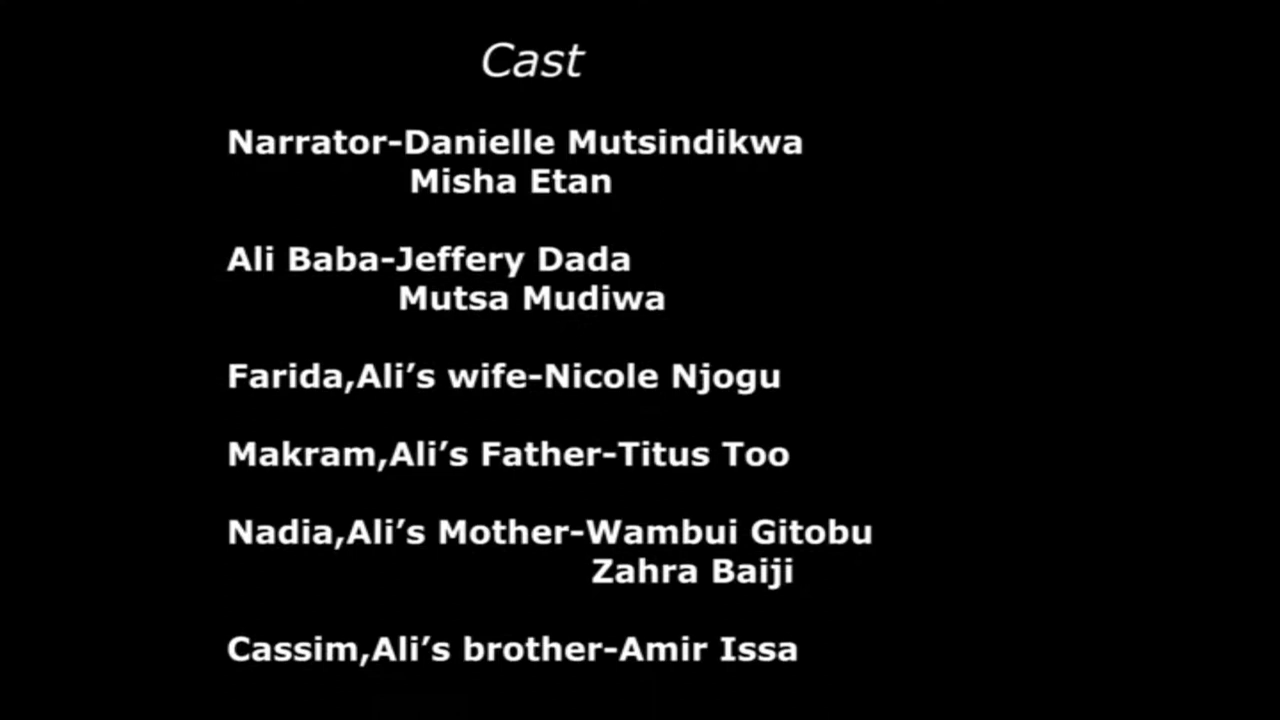 Cast
Narrator-Danielle Mutsindikwa
Misha Etan
Ali Baba-Jeffery Dada
Mutsa Mudiwa
Farida,Ali’s wife-Nicole Njogu
Makram,Ali’s Father-Titus Too
Nadia,Ali’s Mother-Wambui Gitobu
Zahra Baiji
Cassim,Ali’s brother-Amir Issa